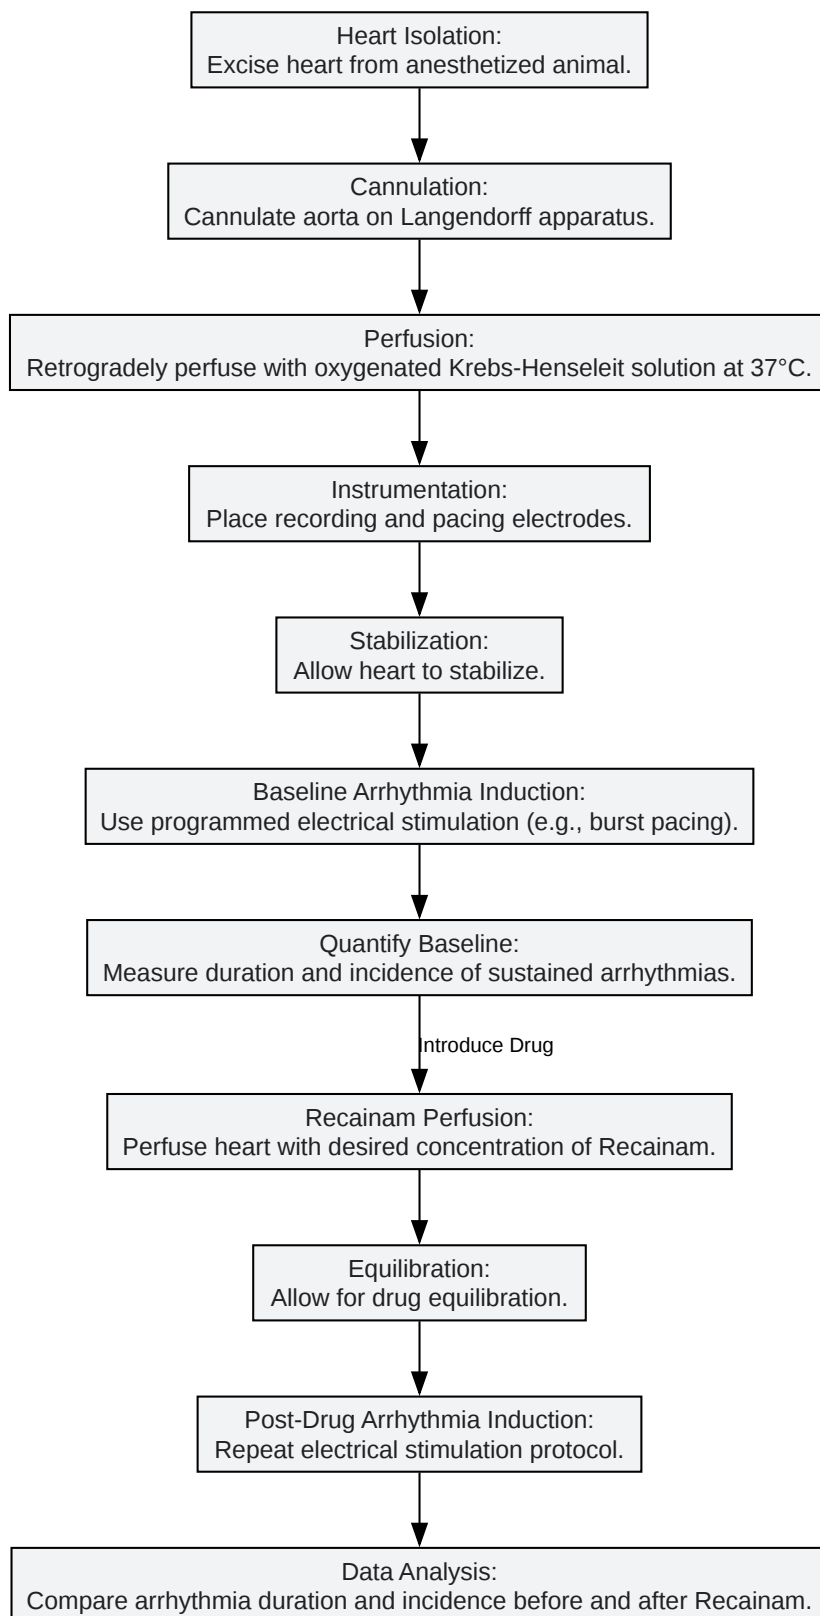 Heart Isolation:
Excise heart from anesthetized animal.
Cannulation:
Cannulate aorta on Langendorff apparatus.
Perfusion:
Retrogradely perfuse with oxygenated Krebs-Henseleit solution at 37°C.
Instrumentation:
Place recording and pacing electrodes.
Stabilization:
Allow heart to stabilize.
Baseline Arrhythmia Induction:
Use programmed electrical stimulation (e.g., burst pacing).
Quantify Baseline:
Measure duration and incidence of sustained arrhythmias.
Introduce Drug
Recainam Perfusion:
Perfuse heart with desired concentration of Recainam.
Equilibration:
Allow for drug equilibration.
Post-Drug Arrhythmia Induction:
Repeat electrical stimulation protocol.
Data Analysis:
Compare arrhythmia duration and incidence before and after Recainam.